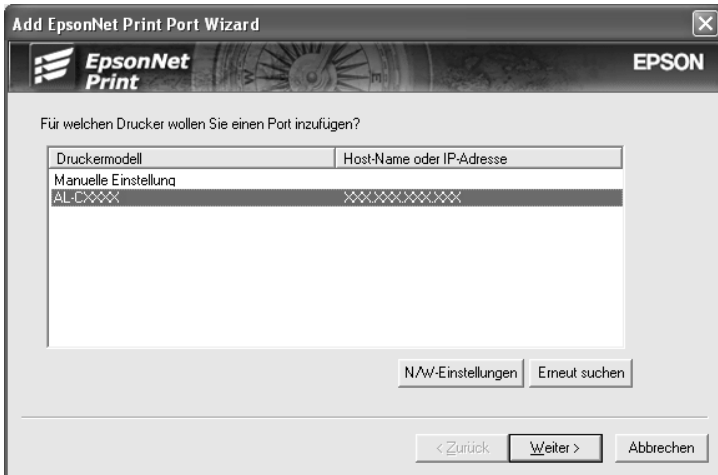 Add EpsonNet Print Port Wizard
EpsonNet
Print
EPSON
Für welchen Drucker wollen Sie einen Port inzufügen?
Druckermodell Host-Name oder IP-Adresse
Manuelle Einstellung
AL-CXXXX XXX.XXX.XXX.XXX
N/W-Einstellungen Erneut suchen
< Zurück Weiter > Abbrechen